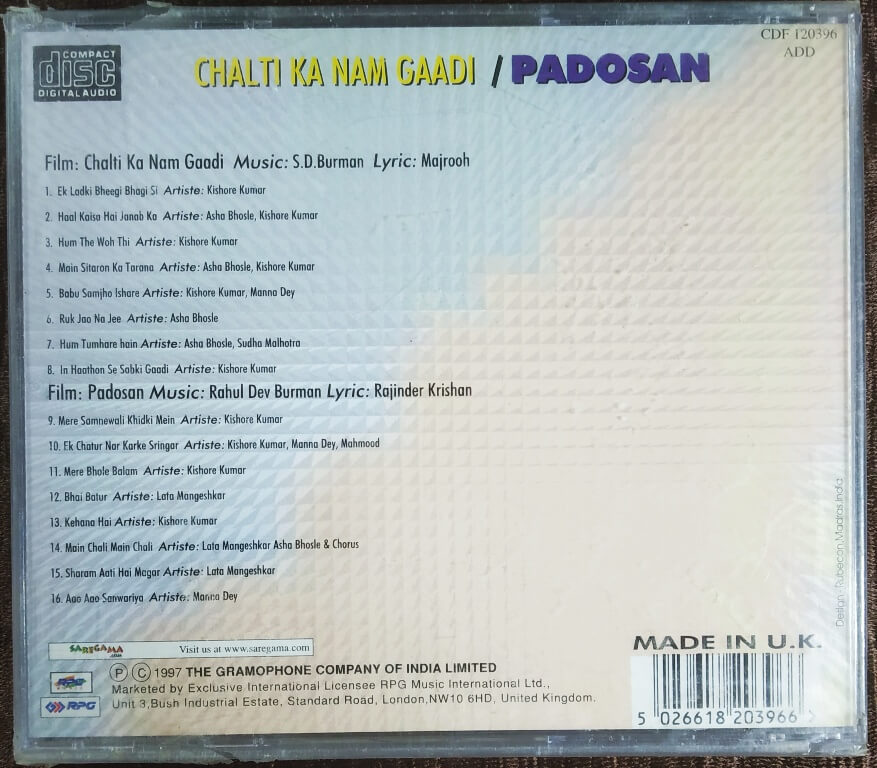 COMPACT
disc
DIGITAL AUDIO
CDF 120396
ADD
CHALTI KA NAM GAADI / PADOSAN
Film: Chalti Ka Nam Gaadi Music: S.D.Burman Lyric: Majrooh
1. Ek Ladki Bheegi Bhagi Si Artiste: Kishore Kumar
2. Haal Kaisa Hai Janab Ka Artiste: Asha Bhosle, Kishore Kumar
3. Hum The Woh Thi Artiste: Kishore Kumar
4. Main Sitaron Ka Tarana Artiste: Asha Bhosle, Kishore Kumar
5. Babu Samjho Ishare Artiste: Kishore Kumar, Manna Dey
6. Ruk Jao Na Jee Artiste: Asha Bhosle
7. Hum Tumhare hain Artiste: Asha Bhosle, Sudha Malhotra
8. In Haathon Se Sabki Gaadi Artiste: Kishore Kumar
Film: Padosan Music: Rahul Dev Burman Lyric: Rajinder Krishan
9. Mere Samnewali Khidki Mein Artiste: Kishore Kumar
10. Ek Chatur Nar Karke Sringar Artiste: Kishore Kumar, Manna Dey, Mahmood
11. Mere Bhole Balam Artiste: Kishore Kumar
12. Bhai Batur Artiste: Lata Mangeshkar
13. Kehana Hai Artiste: Kishore Kumar
14. Main Chali Main Chali Artiste: Lata Mangeshkar Asha Bhosle & Chorus
15. Sharam Aati Hai Magar Artiste: Lata Mangeshkar
16. Aao Aao Sanwariya Artiste: Manna Dey
Design - Rubecon, Madras, India
SAREGAMA .com Visit us at www.saregama.com
MADE IN U.K.
Ⓟ Ⓒ 1997 THE GRAMOPHONE COMPANY OF INDIA LIMITED
Marketed by Exclusive International Licensee RPG Music International Ltd.,
Unit 3,Bush Industrial Estate, Standard Road, London,NW10 6HD, United Kingdom.
RPG
5 026618 203966 >